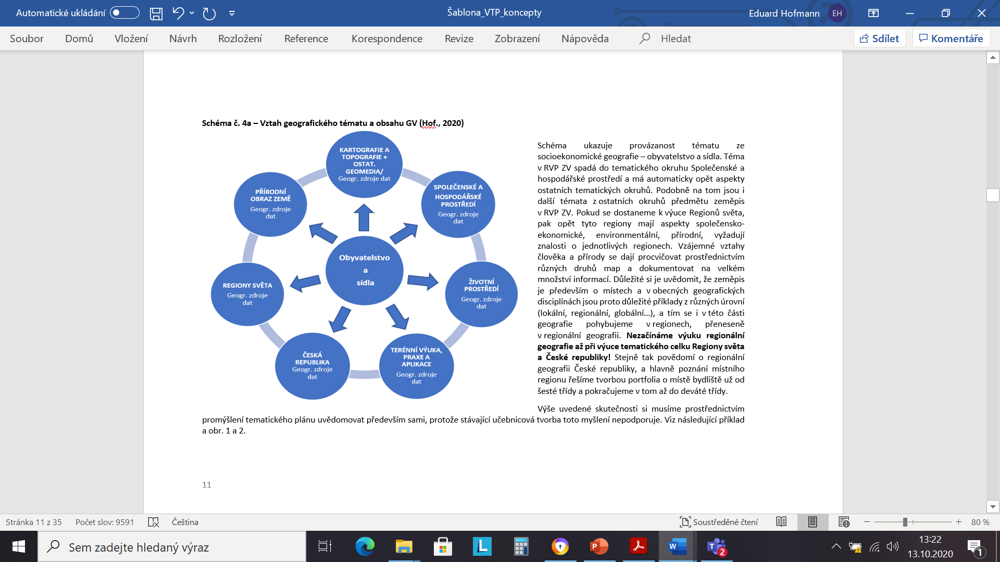 Automatické ukládání
Šablona_VTP_koncepty
Eduard Hofmann
EH
Soubor
Domů
Vložení
Návrh
Rozložení
Reference
Korespondence
Revize
Zobrazení
Nápověda
Hledat
Sdílet
Komentáře
Schéma č. 4a – Vztah geografického tématu a obsahu GV (Hof., 2020)
KARTOGRAFIE A
TOPOGRAFIE +
OSTAT.
GEOMEDIA/
Geogr. zdroje dat
SPOLEČENSKÉ A
HOSPODÁŘSKÉ
PROSTŘEDÍ
Geogr. zdroje
dat
ŽIVOTNÍ
PROSTŘEDÍ
Geogr. zdroje
dat
TERÉNNÍ VÝUKA,
PRAXE A
APLIKACE
Geogr. zdroje
dat
ČESKÁ
REPUBLIKA
Geogr. zdroje
dat
REGIONY SVĚTA
Geogr. zdroje
dat
PŘÍRODNÍ
OBRAZ ZEMĚ
Geogr. zdroje
dat
Obyvatelstvo
a
sídla
Schéma ukazuje provázanost tématu ze
socioekonomické geografie – obyvatelstvo a sídla. Téma
v RVP ZV spadá do tematického okruhu Společenské a
hospodářské prostředí a má automaticky opět aspekty
ostatních tematických okruhů. Podobně na tom jsou i
další témata z ostatních okruhů předmětu zeměpis
v RVP ZV. Pokud se dostaneme k výuce Regionů světa,
pak opět tyto regiony mají aspekty společensko-
ekonomické, environmentální, přírodní, vyžadují
znalosti o jednotlivých regionech. Vzájemné vztahy
člověka a přírody se dají procvičovat prostřednictvím
různých druhů map a dokumentovat na velkém
množství informací. Důležité si je uvědomit, že zeměpis
je především o místech a v obecných geografických
disciplínách jsou proto důležité příklady z různých úrovní
(lokální, regionální, globální…), a tím se i v této části
geografie pohybujeme v regionech, přeneseně
v regionální geografii. Nezačínáme výuku regionální
geografie až při výuce tematického celku Regiony světa
a České republiky! Stejně tak povědomí o regionální
geografii České republiky, a hlavně poznání místního
regionu řešíme tvorbou portfolia o místě bydliště už od
šesté třídy a pokračujeme v tom až do deváté třídy.
Výše uvedené skutečnosti si musíme prostřednictvím
promýšlení tematického plánu uvědomovat především sami, protože stávající učebnicová tvorba toto myšlení nepodporuje. Viz následující příklad
a obr. 1 a 2.
11
Stránka 11 z 35
Počet slov: 9591
Čeština
Soustředěné čtení
80 %
Sem zadejte hledaný výraz
L
P
W
T
2
13:22
13.10.2020
1